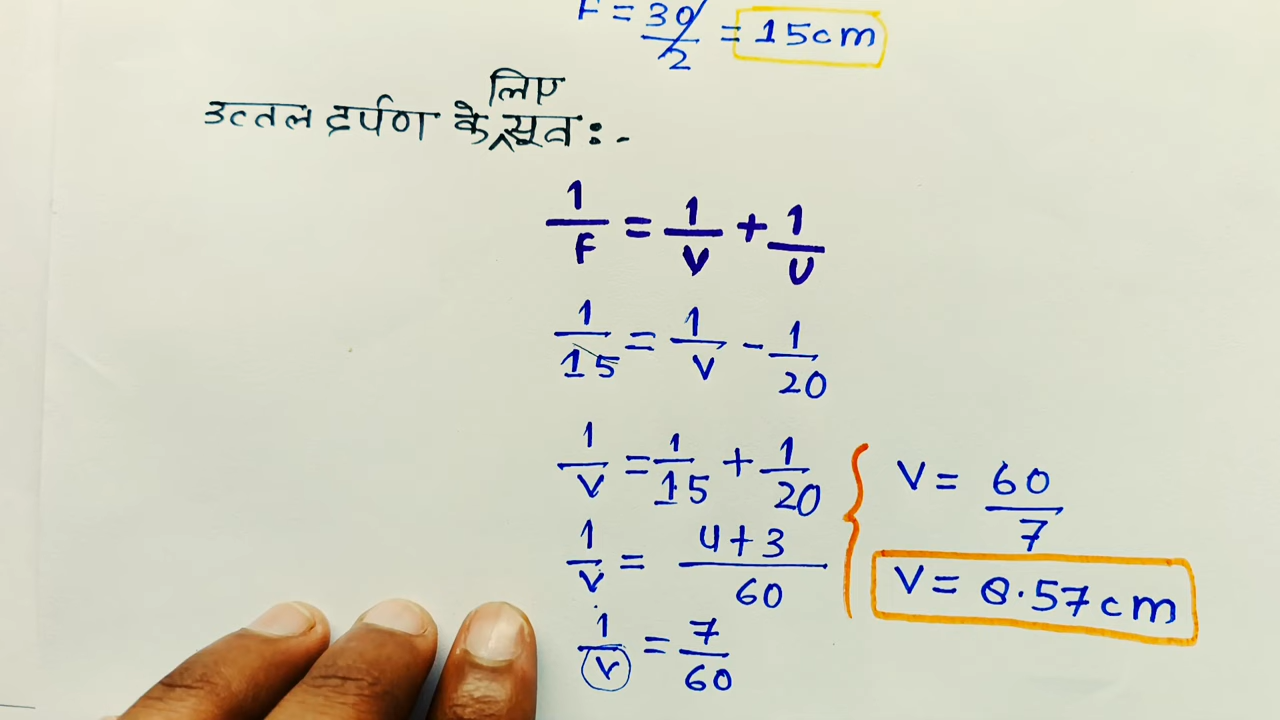 F = 30/2 = 15cm
लिए
उत्तल दर्पण के ^ सूत्र :-
1/F = 1/V + 1/U
1/15 = 1/V - 1/20
1/V = 1/15 + 1/20
1/V = 4+3/60
1/V = 7/60
V = 60/7
V = 8.57cm